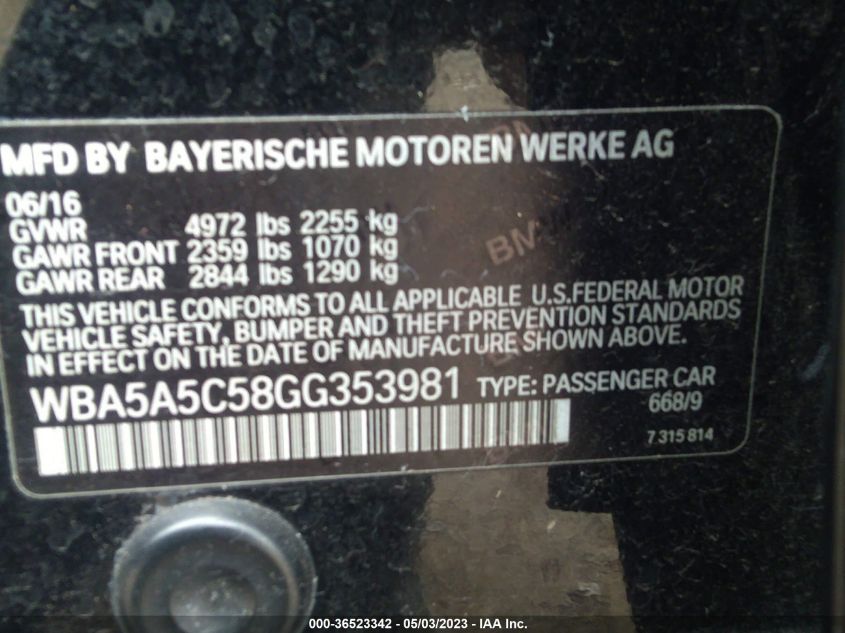 MFD BY BAYERISCHE MOTOREN WERKE AG
06/16
GVWR 4972 lbs 2255 kg
GAWR FRONT 2359 lbs 1070 kg
GAWR REAR 2844 lbs 1290 kg
THIS VEHICLE CONFORMS TO ALL APPLICABLE U.S.FEDERAL MOTOR
VEHICLE SAFETY, BUMPER AND THEFT PREVENTION STANDARDS
IN EFFECT ON THE DATE OF MANUFACTURE SHOWN ABOVE.
WBA5A5C58GG353981 TYPE: PASSENGER CAR
668/9
7 315 814
000-36523342 - 05/03/2023 - IAA Inc.